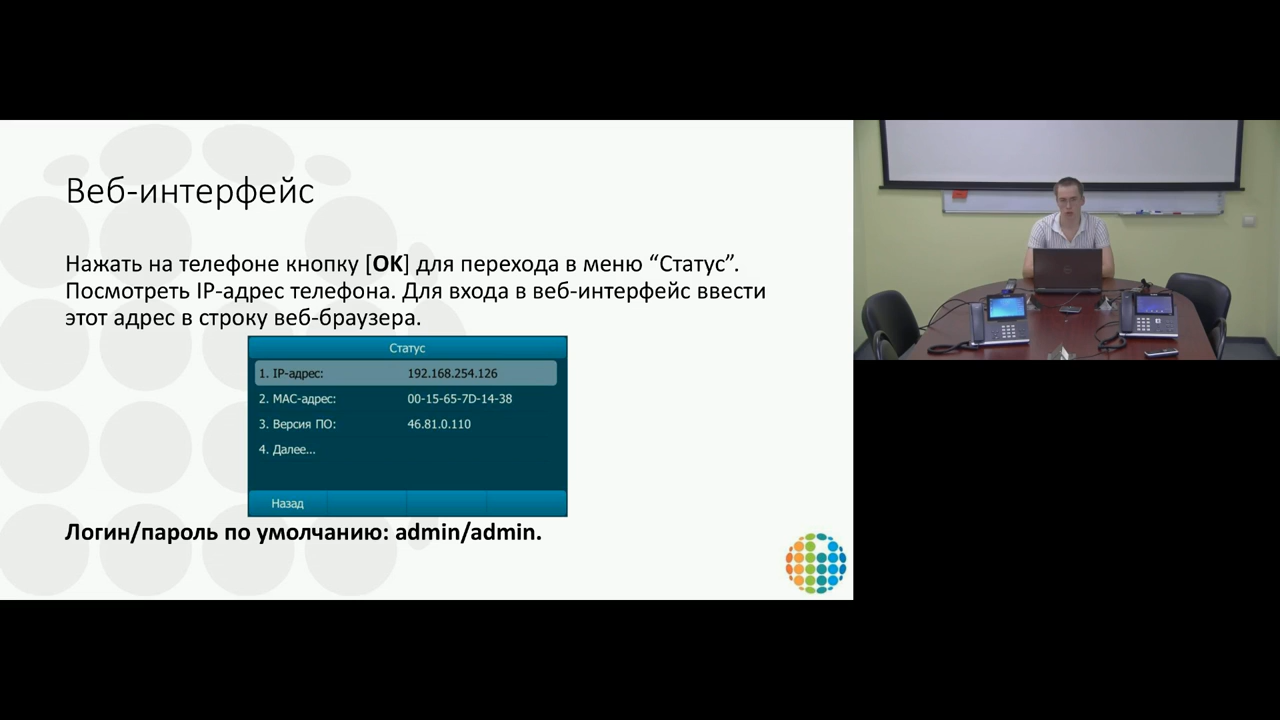 Веб-интерфейс
Нажать на телефоне кнопку [OK] для перехода в меню “Статус”.
Посмотреть IP-адрес телефона. Для входа в веб-интерфейс ввести
этот адрес в строку веб-браузера.
Статус
1. IP-адрес: 192.168.254.126
2. MAC-адрес: 00-15-65-7D-14-38
3. Версия ПО: 46.81.0.110
4. Далее...
Назад
Логин/пароль по умолчанию: admin/admin.